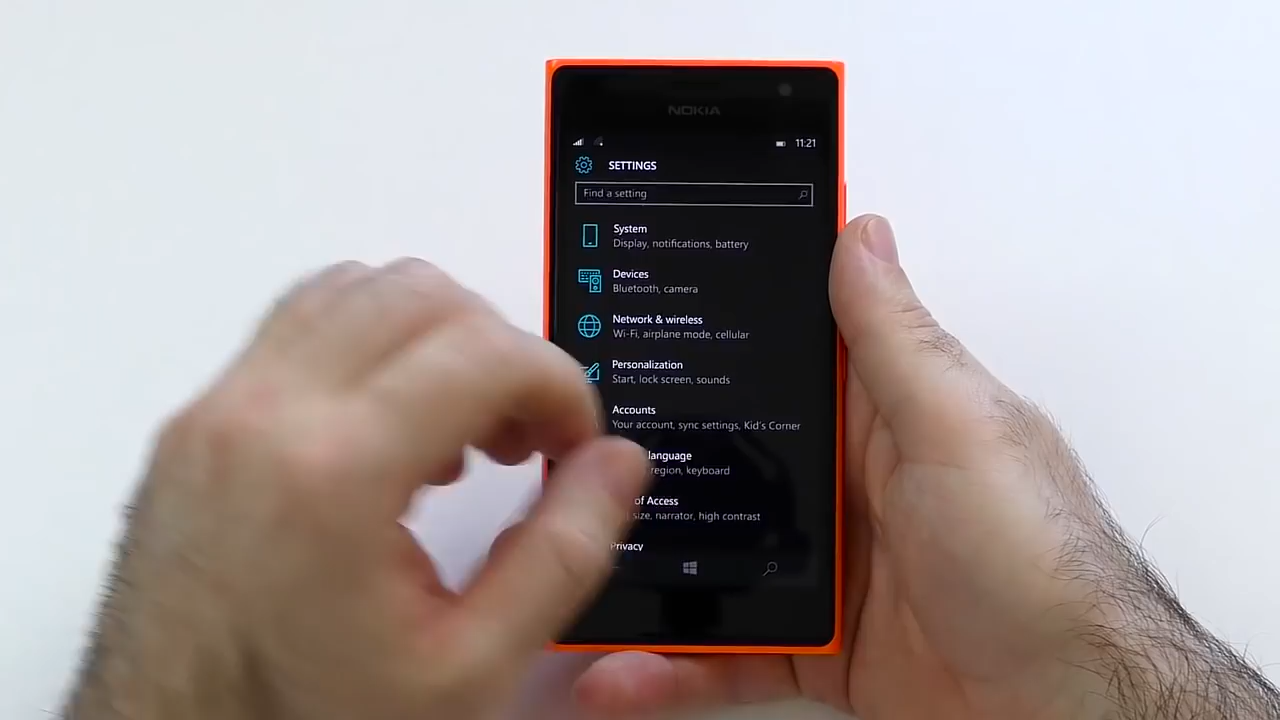 NOKIA
11:21
SETTINGS
Find a setting
System
Display, notifications, battery
Devices
Bluetooth, camera
Network & wireless
Wi-Fi, airplane mode, cellular
Personalization
Start, lock screen, sounds
Accounts
Your account, sync settings, Kid's Corner
language
region, keyboard
of Access
size, narrator, high contrast
Privacy